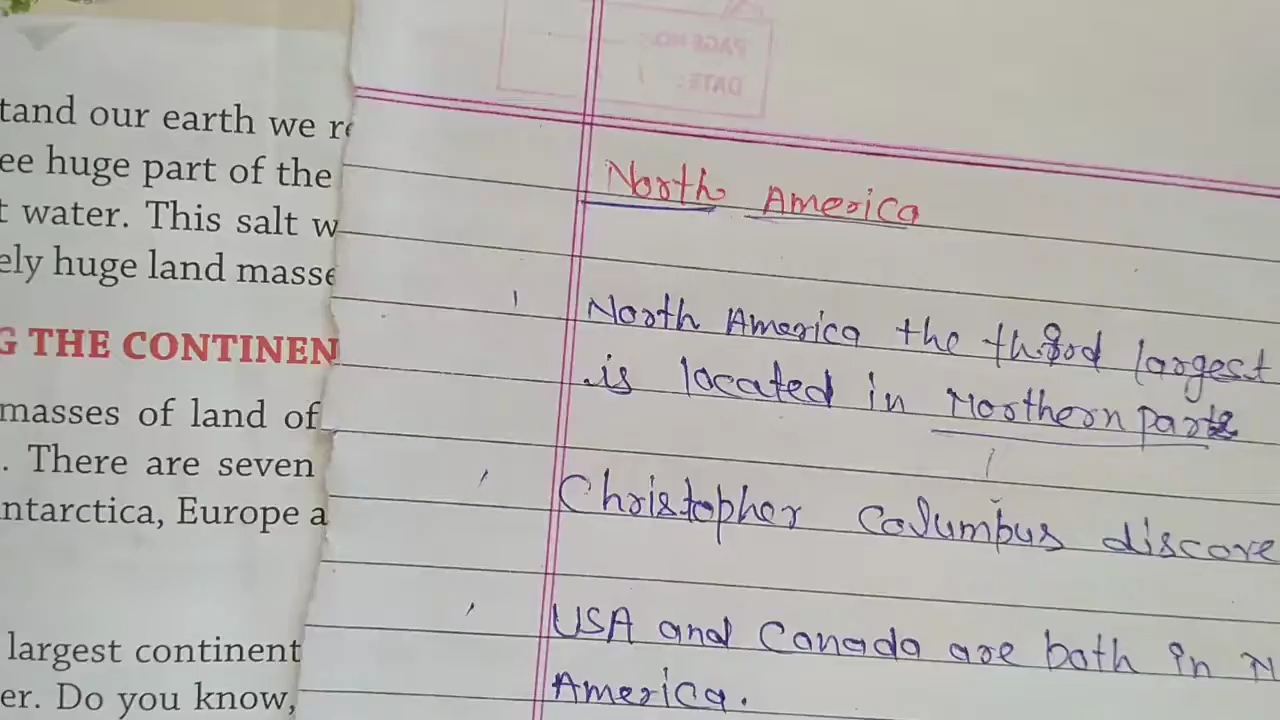 tand our earth we re
ee huge part of the
t water. This salt w
ely huge land masse
G THE CONTINEN
masses of land of
. There are seven
ntarctica, Europe a
largest continent
er. Do you know,
PAGE NO.:
DATE:
North America
North America the third largest
is located in Northern part
Christopher Columbus discove
USA and Canada are both in N
America.